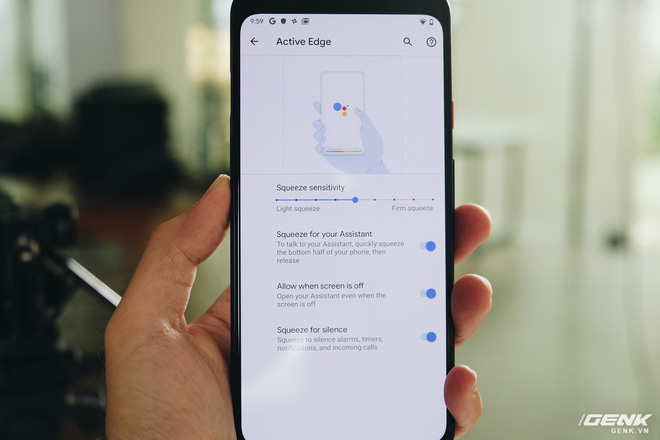 9:59
Active Edge
Squeeze sensitivity
Light squeeze
Firm squeeze
Squeeze for your Assistant
To talk to your Assistant, quickly squeeze
the bottom half of your phone, then
release
Allow when screen is off
Open your Assistant even when the
screen is off
Squeeze for silence
Squeeze to silence alarms, timers,
notifications, and incoming calls
GENK
GENK.VN